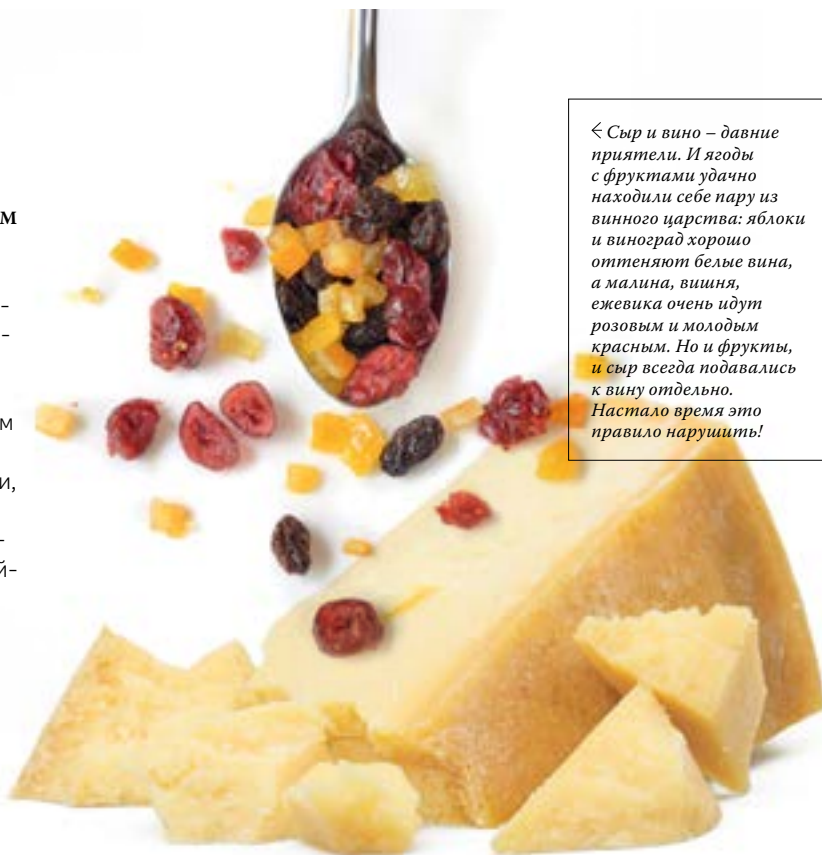 м
-
-
м
и,
-
й-
← Сыр и вино – давние
приятели. И ягоды
с фруктами удачно
находили себе пару из
винного царства: яблоки
и виноград хорошо
оттеняют белые вина,
а малина, вишня,
ежевика очень идут
розовым и молодым
красным. Но и фрукты,
и сыр всегда подавались
к вину отдельно.
Настало время это
правило нарушить!